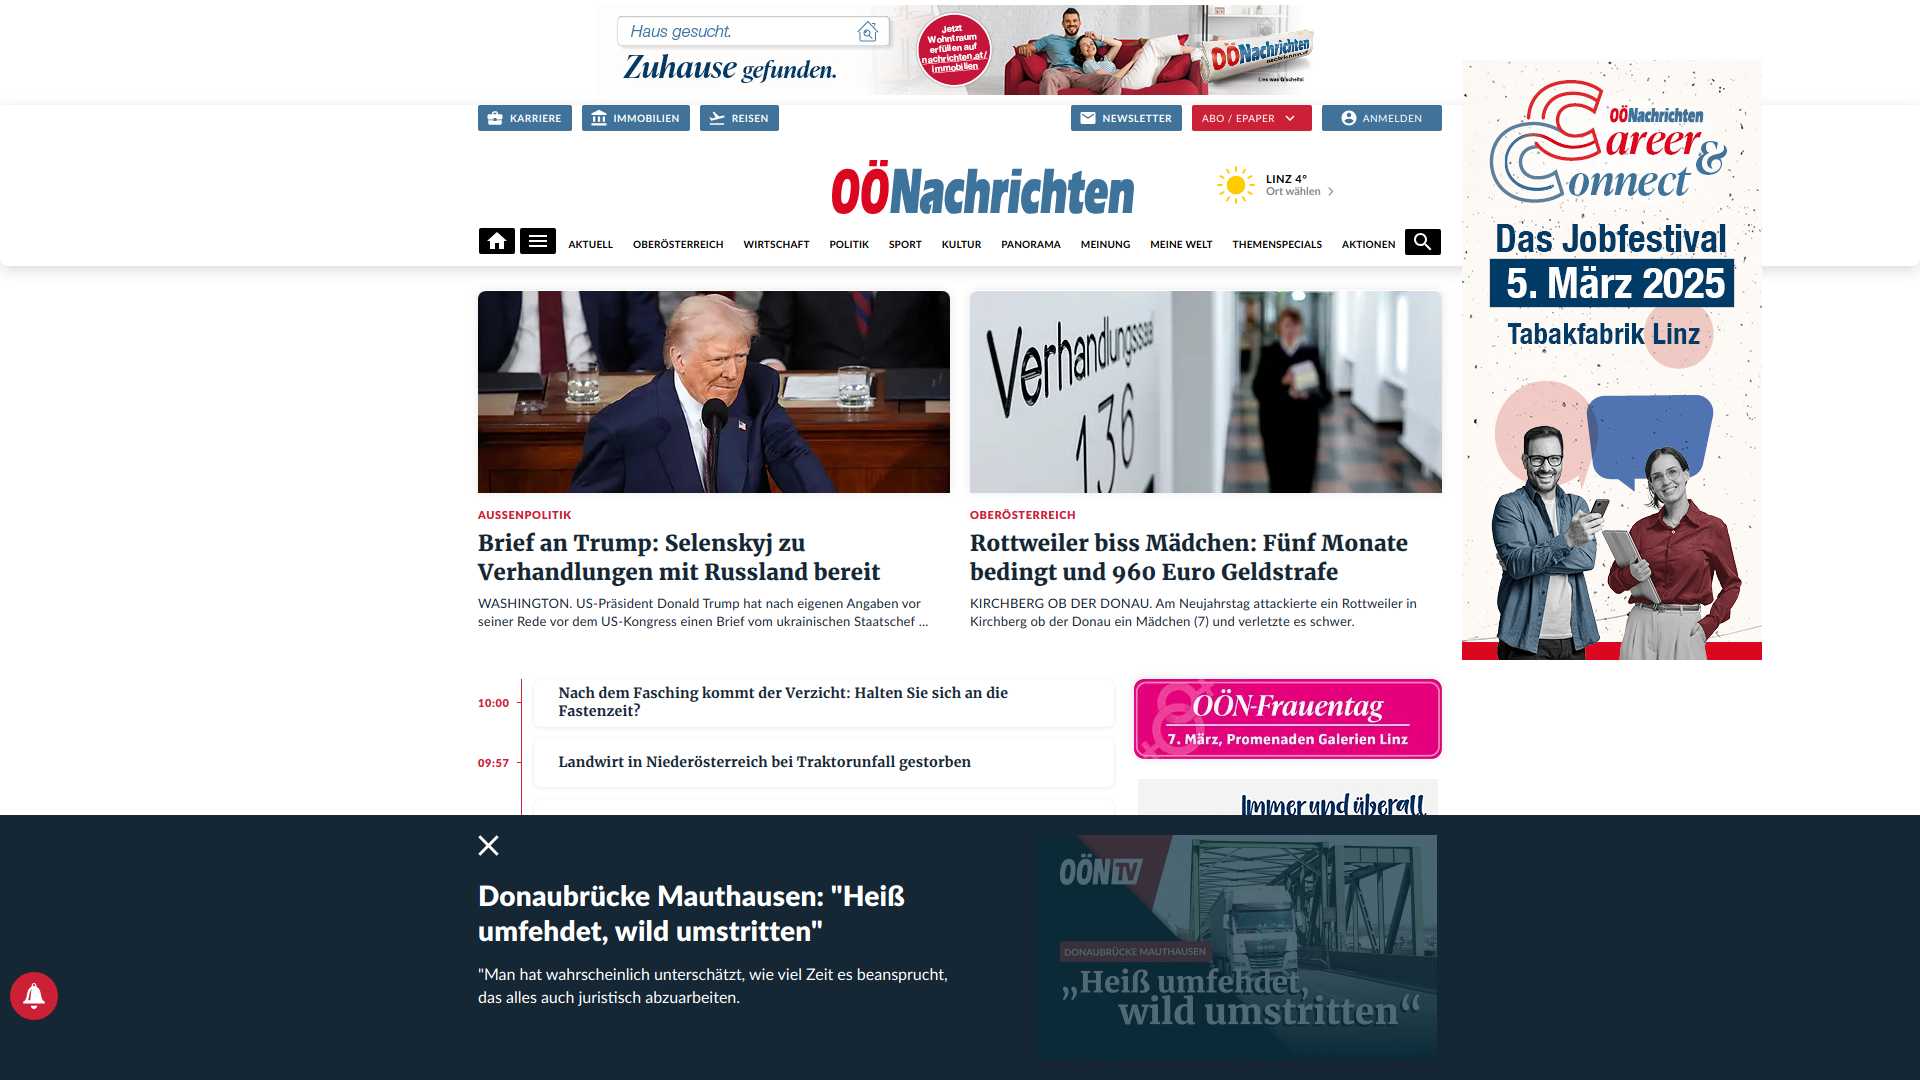 Haus gesucht.
Zuhause gefunden.
Jetzt
Wohntraum
erfüllen auf
nachrichten.at/
immobilien
OÖNachrichten
Lies was G'scheits!
KARRIERE
IMMOBILIEN
REISEN
NEWSLETTER
ABO / EPAPER
ANMELDEN
OÖNachrichten
LINZ 4°
Ort wählen
AKTUELL
OBERÖSTERREICH
WIRTSCHAFT
POLITIK
SPORT
KULTUR
PANORAMA
MEINUNG
MEINE WELT
THEMENSPECIALS
AKTIONEN
OÖNachrichten
Career &
Connect
Das Jobfestival
5. März 2025
Tabakfabrik Linz
Verhandlungssaal
136
AUSSENPOLITIK
Brief an Trump: Selenskyj zu
Verhandlungen mit Russland bereit
WASHINGTON. US-Präsident Donald Trump hat nach eigenen Angaben vor
seiner Rede vor dem US-Kongress einen Brief vom ukrainischen Staatschef ...
OBERÖSTERREICH
Rottweiler biss Mädchen: Fünf Monate
bedingt und 960 Euro Geldstrafe
KIRCHBERG OB DER DONAU. Am Neujahrstag attackierte ein Rottweiler in
Kirchberg ob der Donau ein Mädchen (7) und verletzte es schwer.
10:00
Nach dem Fasching kommt der Verzicht: Halten Sie sich an die
Fastenzeit?
09:57
Landwirt in Niederösterreich bei Traktorunfall gestorben
OÖN-Frauentag
7. März, Promenaden Galerien Linz
Immer und überall
Donaubrücke Mauthausen: "Heiß
umfehdet, wild umstritten"
"Man hat wahrscheinlich unterschätzt, wie viel Zeit es beansprucht,
das alles auch juristisch abzuarbeiten.
OÖN TV
DONAUBRÜCKE MAUTHAUSEN
„Heiß umfehdet,
wild umstritten“